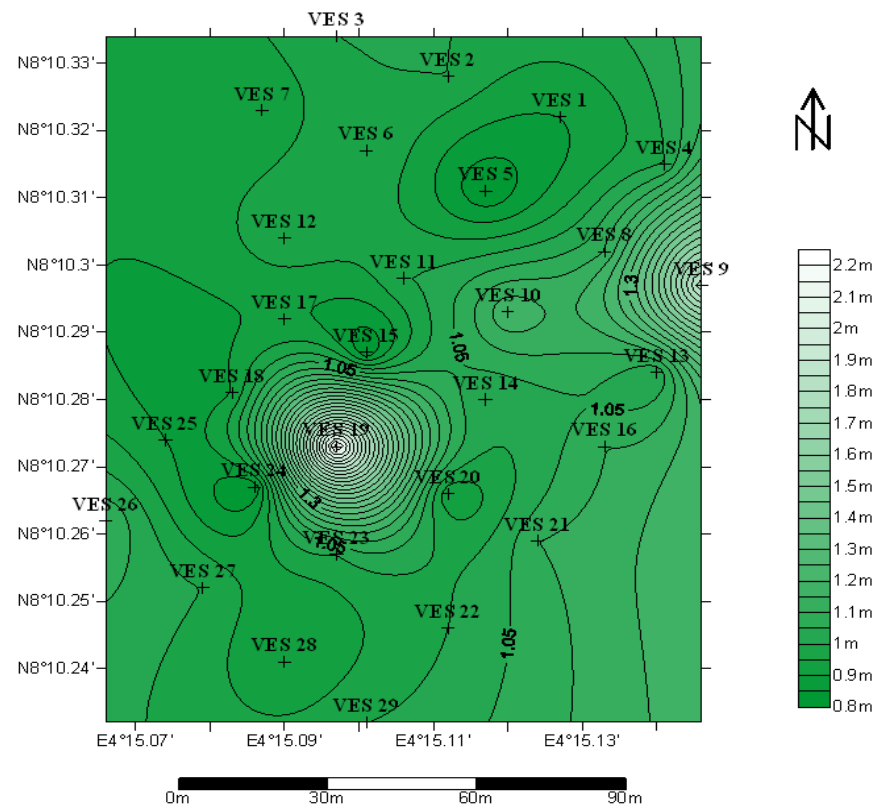 VES 3
N8°10.33'
VES 2
VES 7
VES 1
N8°10.32'
VES 6
VES 4
VES 5
N8°10.31'
VES 12
VES 8
N8°10.3'
VES 11
VES 9
1.3
VES 10
VES 17
N8°10.29'
VES 15
1.05
VES 13
1.05
VES 18
VES 14
N8°10.28'
1.05
VES 25
VES 19
VES 16
N8°10.27'
VES 24
VES 20
1.3
VES 26
N8°10.26'
VES 21
VES 23
1.05
VES 27
N8°10.25'
VES 22
1.05
VES 28
N8°10.24'
VES 29
E4°15.07' E4°15.09' E4°15.11' E4°15.13'
0m 30m 60m 90m
N
2.2m
2.1m
2m
1.9m
1.8m
1.7m
1.6m
1.5m
1.4m
1.3m
1.2m
1.1m
1m
0.9m
0.8m